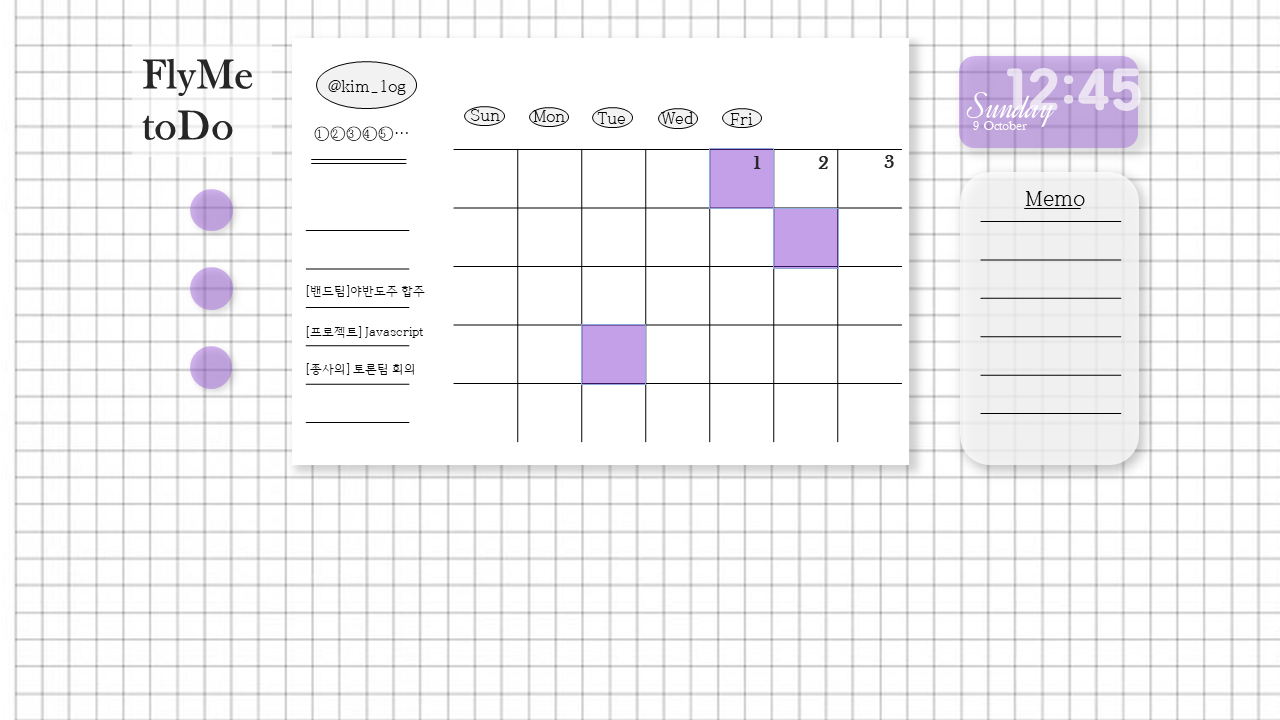 FlyMe
toDo
@kim_log
①②③④⑤…
[밴드팀]야반도주 합주
[프로젝트] Javascript
[종사의] 토론팀 회의
Sun Mon Tue Wed Fri
1 2 3
12:45
Sunday
9 October
Memo